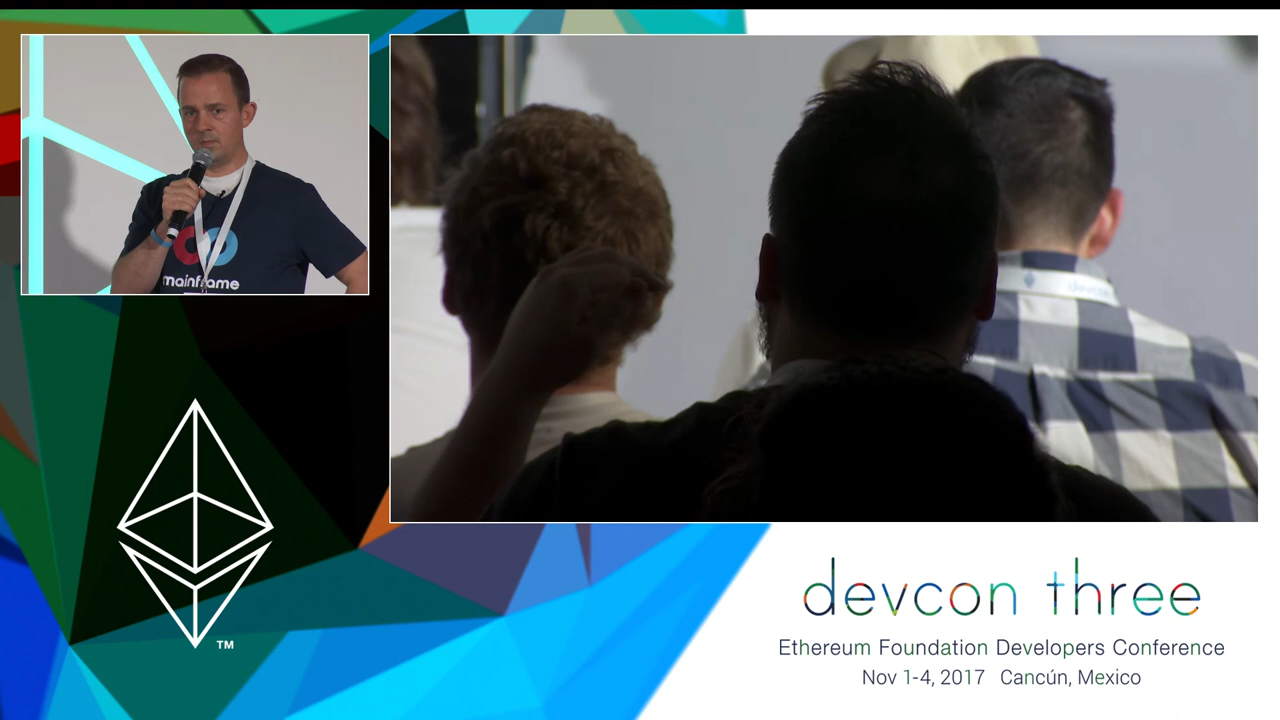 mainframe
TM
devcon three
Ethereum Foundation Developers Conference
Nov 1-4, 2017 Cancún, Mexico